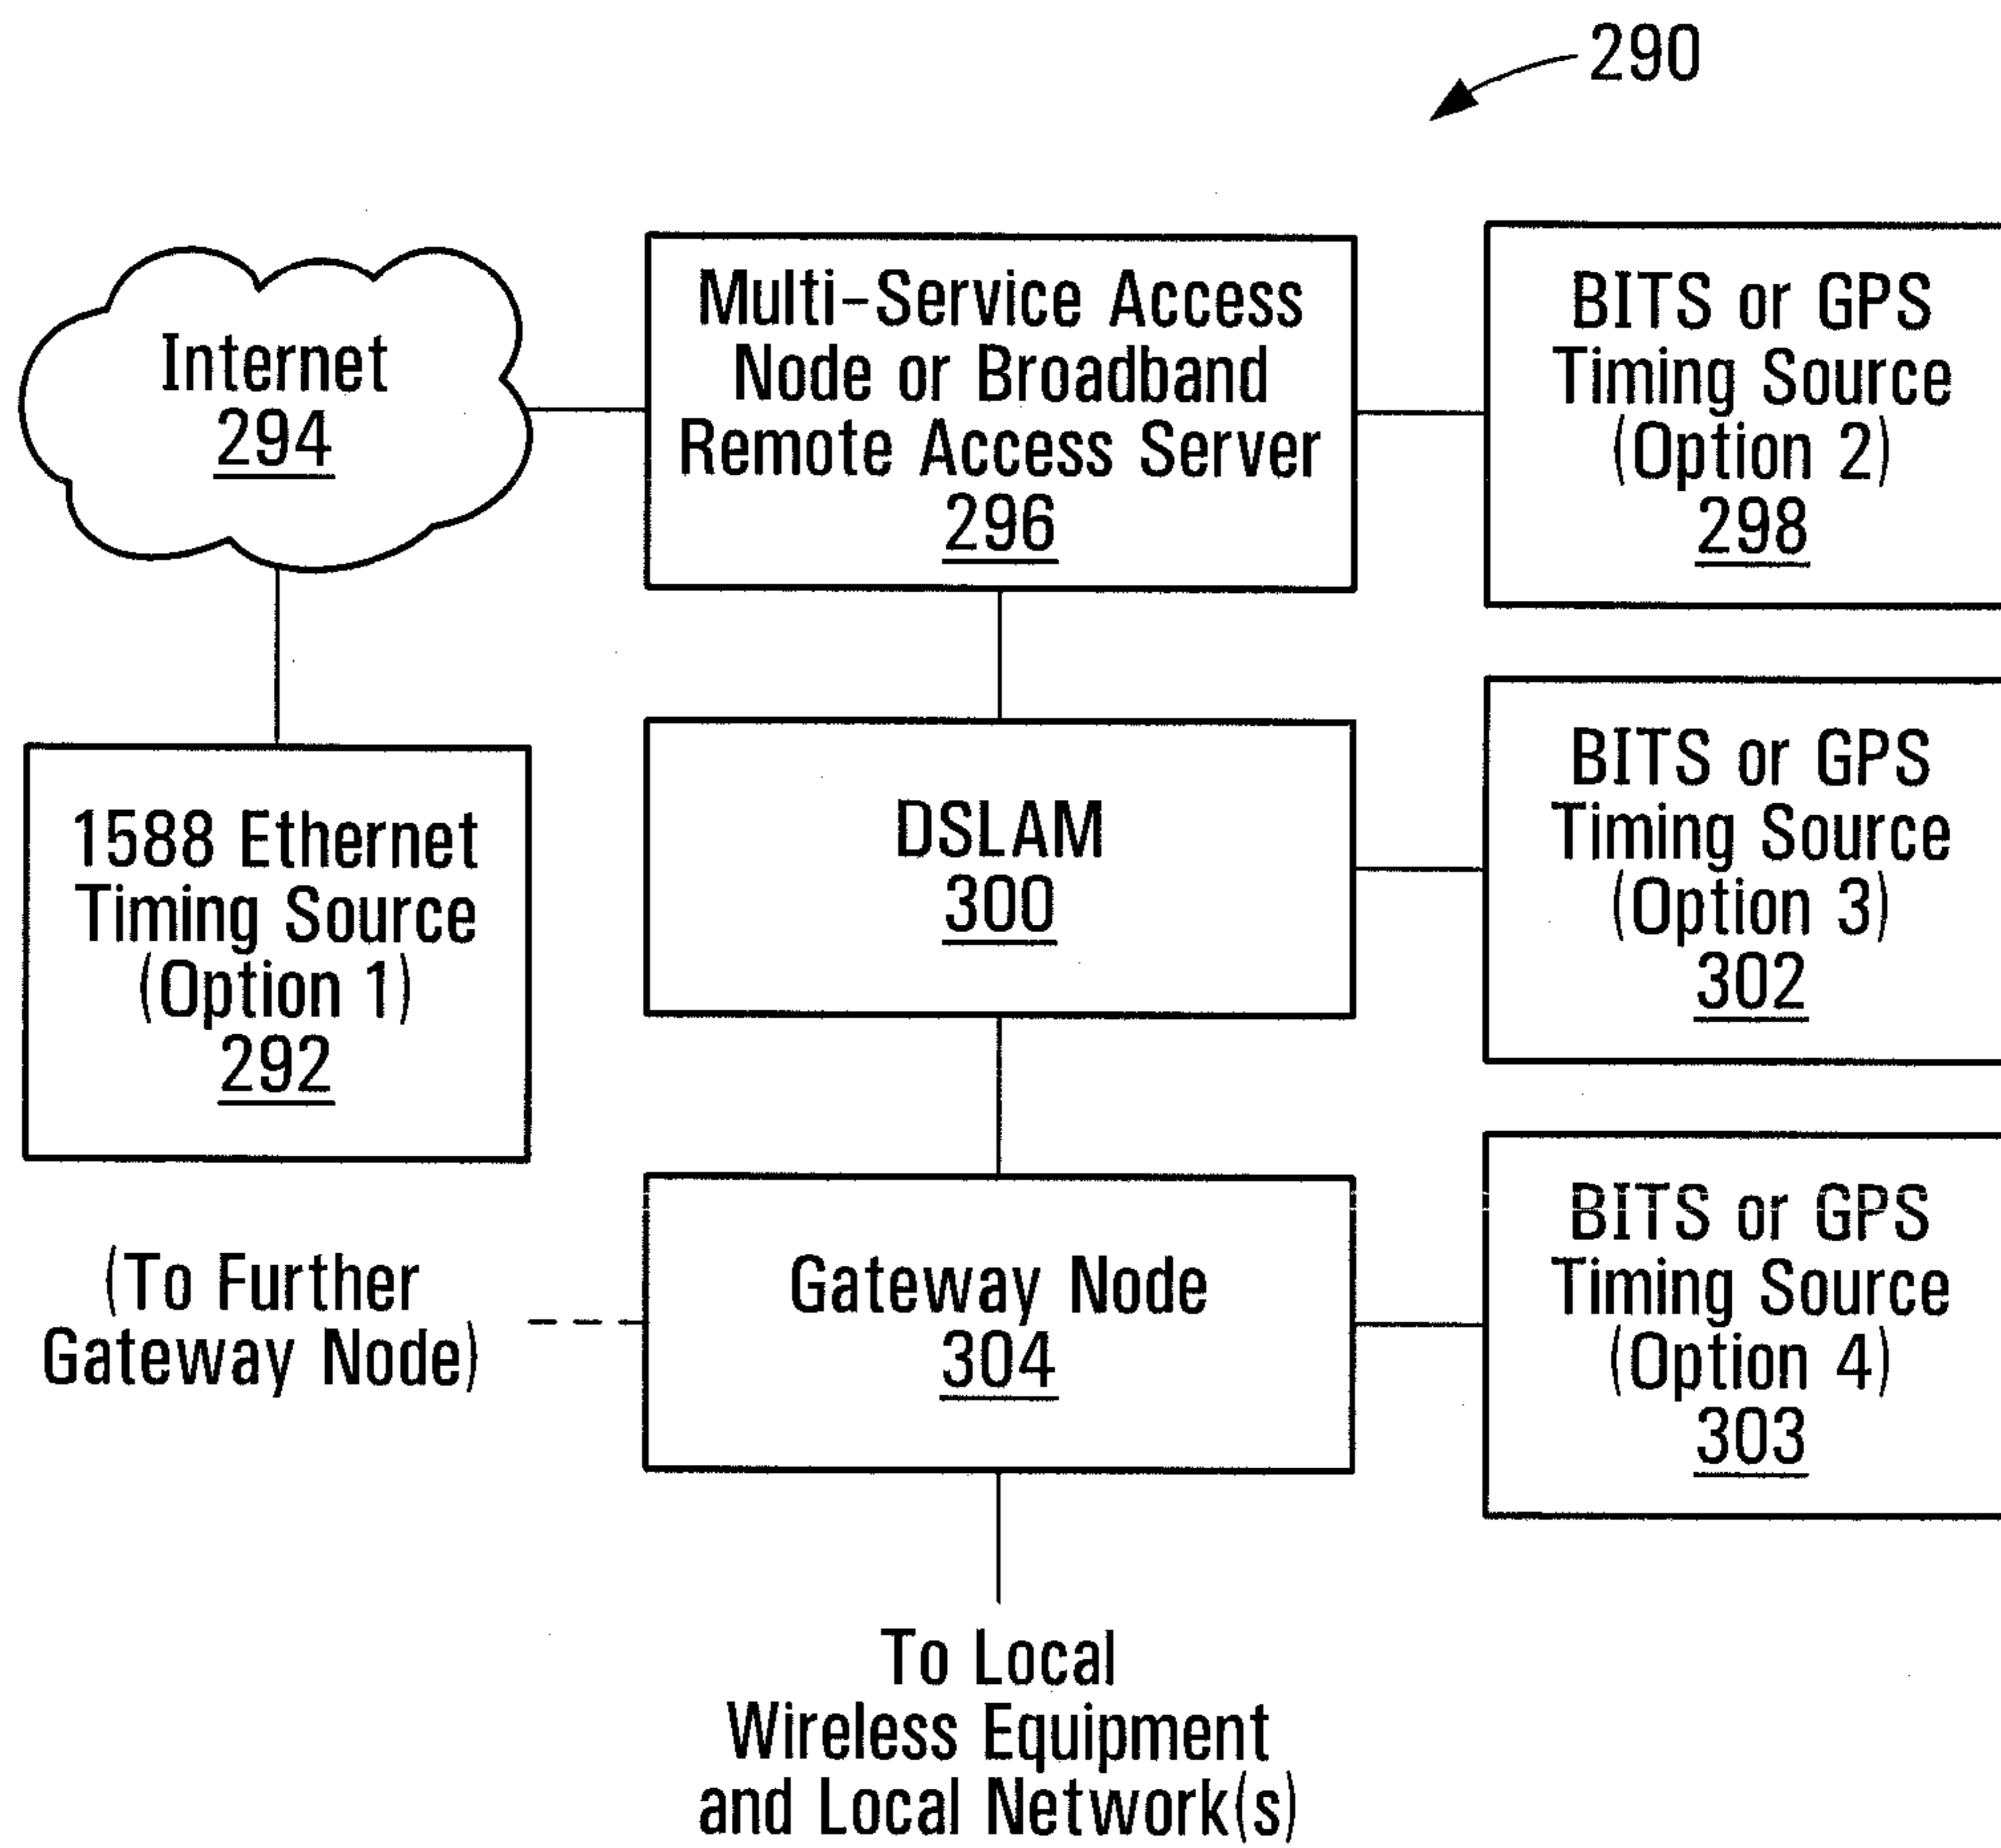 290
Internet
294
Multi-Service Access
Node or Broadband
Remote Access Server
296
BITS or GPS
Timing Source
(Option 2)
298
1588 Ethernet
Timing Source
(Option 1)
292
DSLAM
300
BITS or GPS
Timing Source
(Option 3)
302
(To Further
Gateway Node)
Gateway Node
304
BITS or GPS
Timing Source
(Option 4)
303
To Local
Wireless Equipment
and Local Network(s)